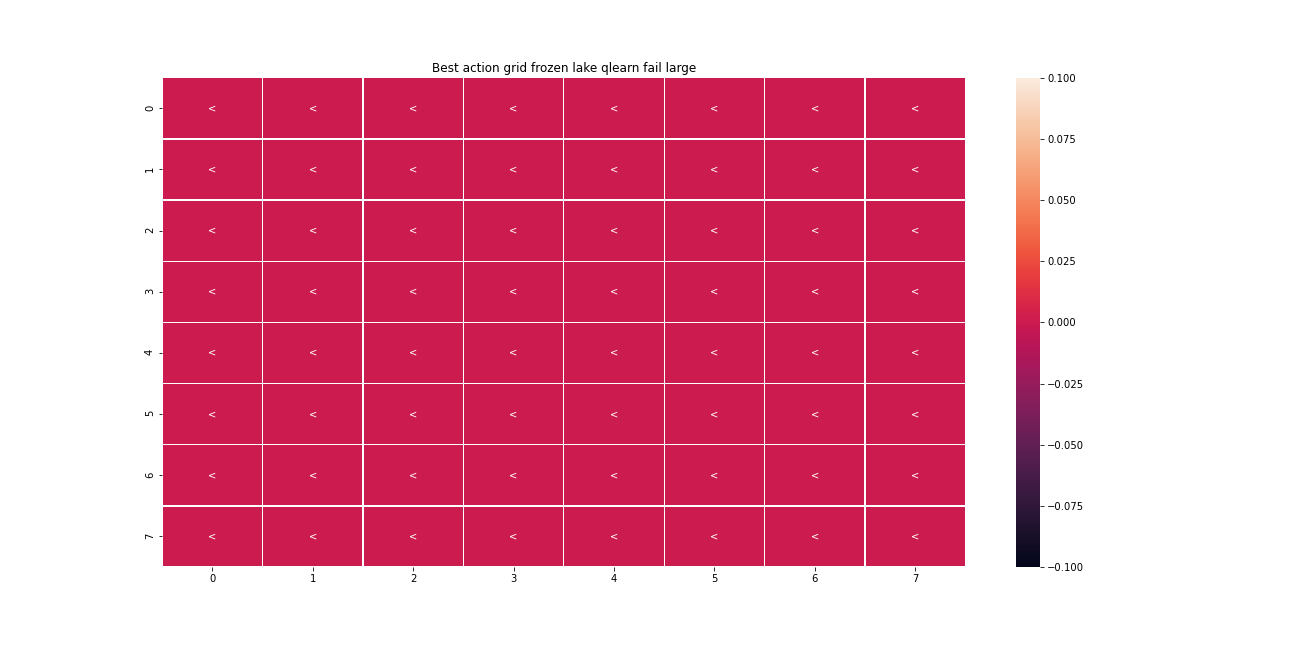 Best action grid frozen lake qlearn fail large
0 < < < < < < < <
1 < < < < < < < <
2 < < < < < < < <
3 < < < < < < < <
4 < < < < < < < <
5 < < < < < < < <
6 < < < < < < < <
7 < < < < < < < <
0 1 2 3 4 5 6 7
0.100
0.075
0.050
0.025
0.000
−0.025
−0.050
−0.075
−0.100